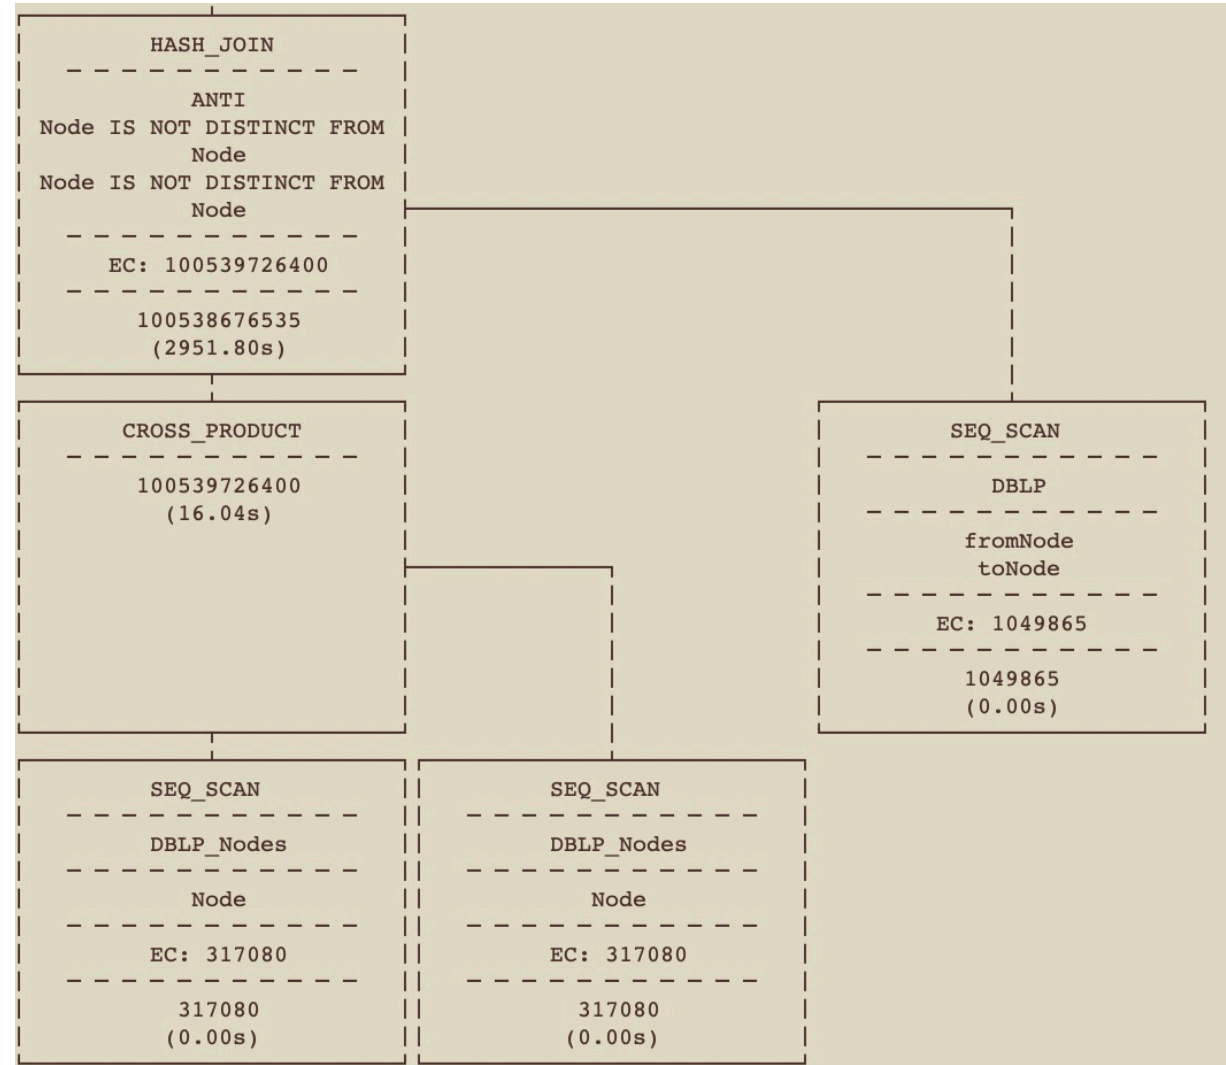 HASH_JOIN
ANTI
Node IS NOT DISTINCT FROM
Node
Node IS NOT DISTINCT FROM
Node
EC: 100539726400
100538676535
(2951.80s)
CROSS_PRODUCT
100539726400
(16.04s)
SEQ_SCAN
DBLP
fromNode
toNode
EC: 1049865
1049865
(0.00s)
SEQ_SCAN
DBLP_Nodes
Node
EC: 317080
317080
(0.00s)
SEQ_SCAN
DBLP_Nodes
Node
EC: 317080
317080
(0.00s)